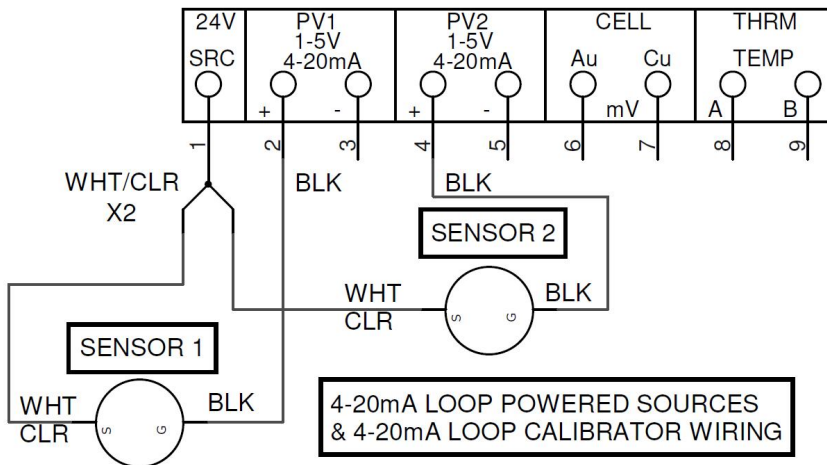 24V PV1 PV2 CELL THRM
1-5V 1-5V
SRC 4-20mA 4-20mA Au Cu TEMP
+ - + - mV A B
1 2 3 4 5 6 7 8 9
WHT/CLR BLK BLK
X2
SENSOR 2
WHT BLK
CLR S G
SENSOR 1
WHT BLK
CLR S G
4-20mA LOOP POWERED SOURCES
& 4-20mA LOOP CALIBRATOR WIRING